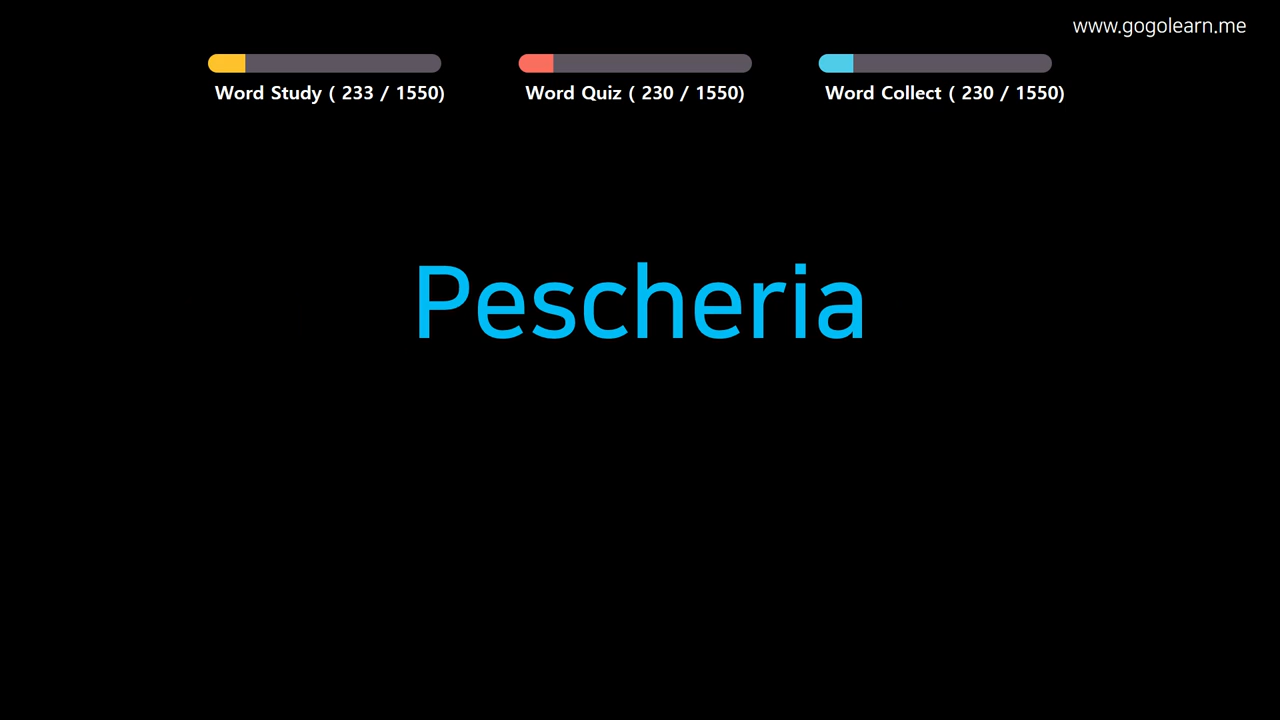 www.gogolearn.me
Word Study ( 233 / 1550)
Word Quiz ( 230 / 1550)
Word Collect ( 230 / 1550)
Pescheria